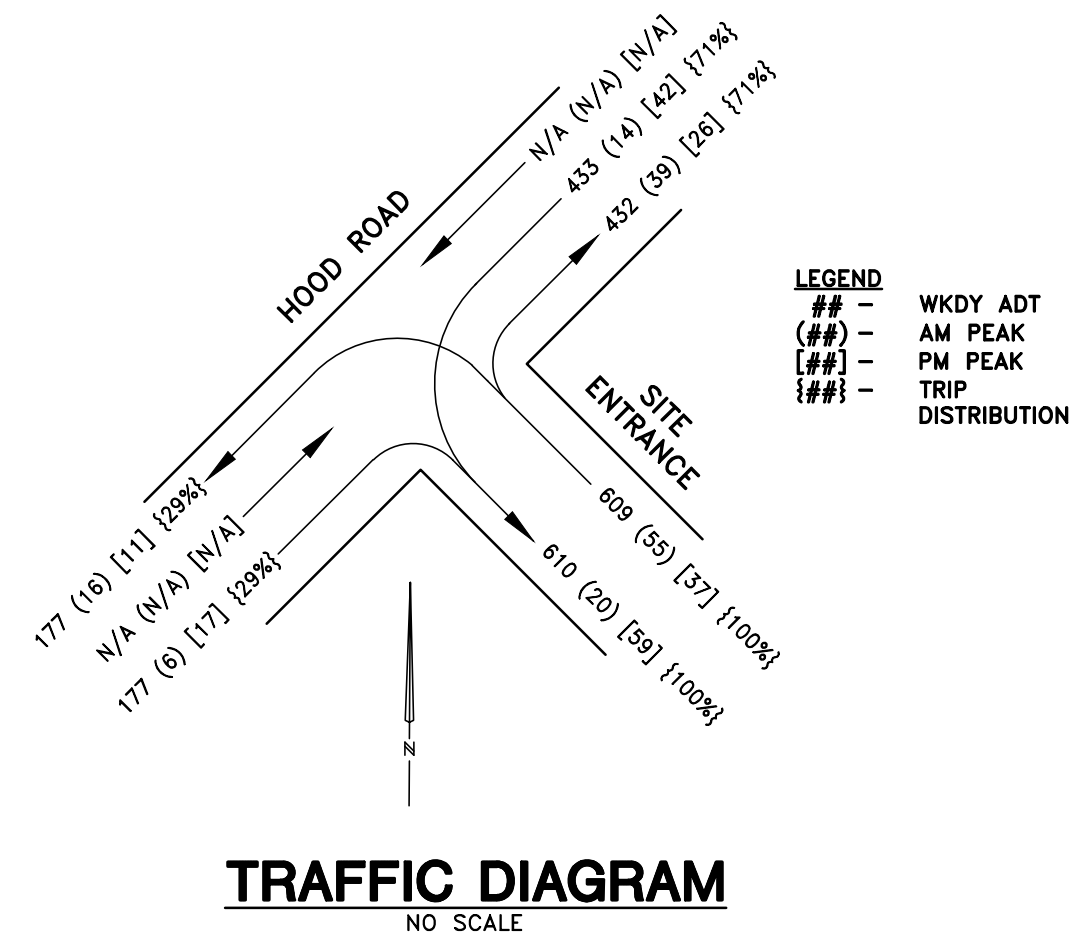 N/A (N/A) [N/A]
433 (14) [42] {71%}
432 (39) [26] {71%}
HOOD ROAD
LEGEND
## - WKDY ADT
(##) - AM PEAK
[##] - PM PEAK
{##} - TRIP
DISTRIBUTION
SITE
ENTRANCE
177 (16) [11] {29%}
N/A (N/A) [N/A]
177 (6) [17] {29%}
609 (55) [37] {100%}
610 (20) [59] {100%}
N
TRAFFIC DIAGRAM
NO SCALE